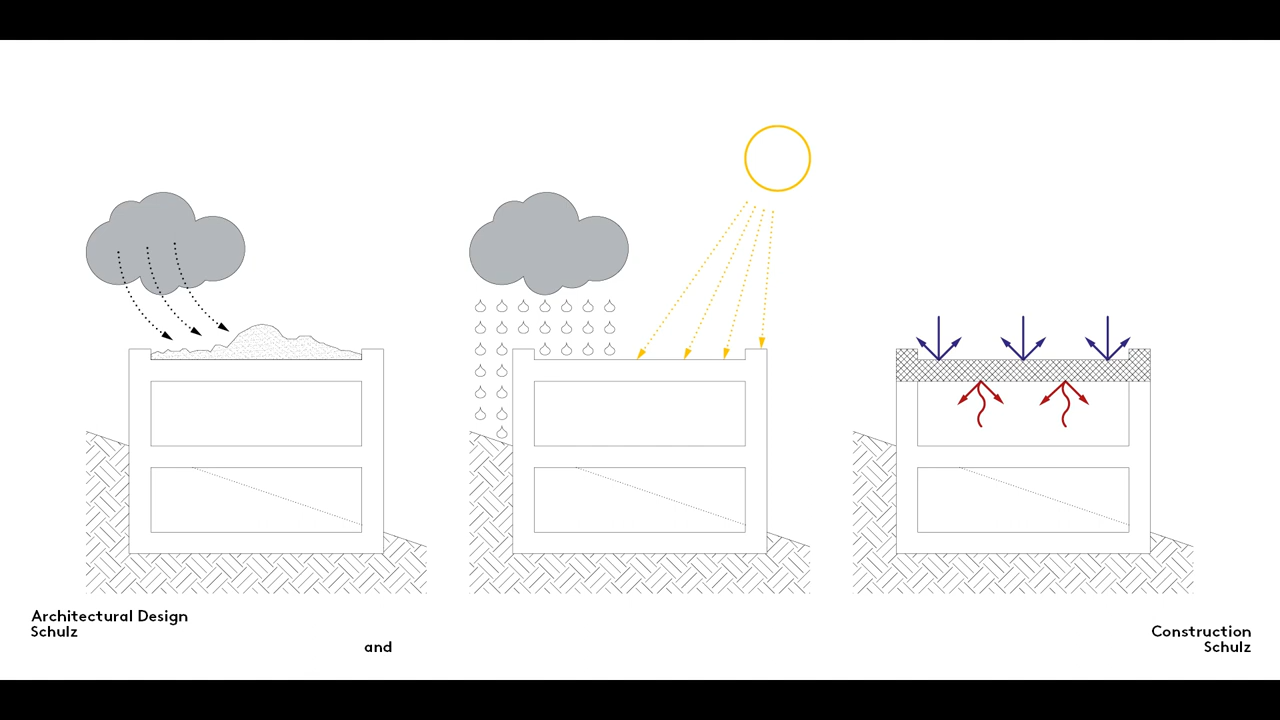 Architectural Design
Schulz
and
Construction
Schulz